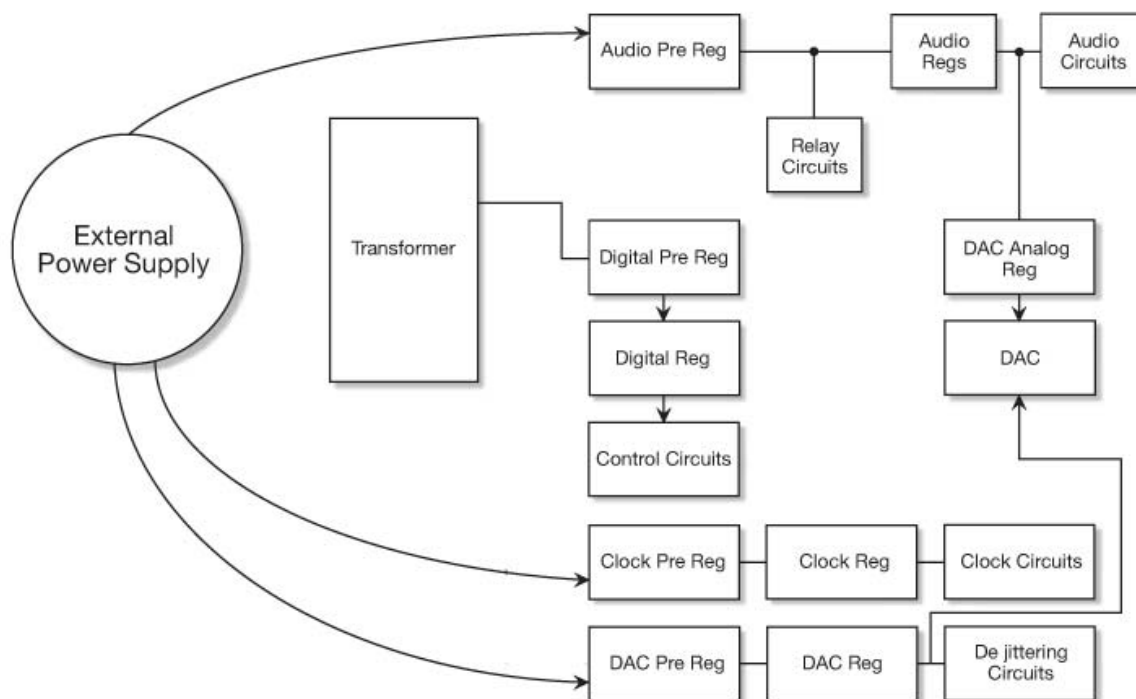 Audio Pre Reg
Audio
Regs
Audio
Circuits
Relay
Circuits
External
Power Supply
Transformer
Digital Pre Reg
DAC Analog
Reg
Digital Reg
DAC
Control Circuits
Clock Pre Reg
Clock Reg
Clock Circuits
DAC Pre Reg
DAC Reg
De jittering
Circuits